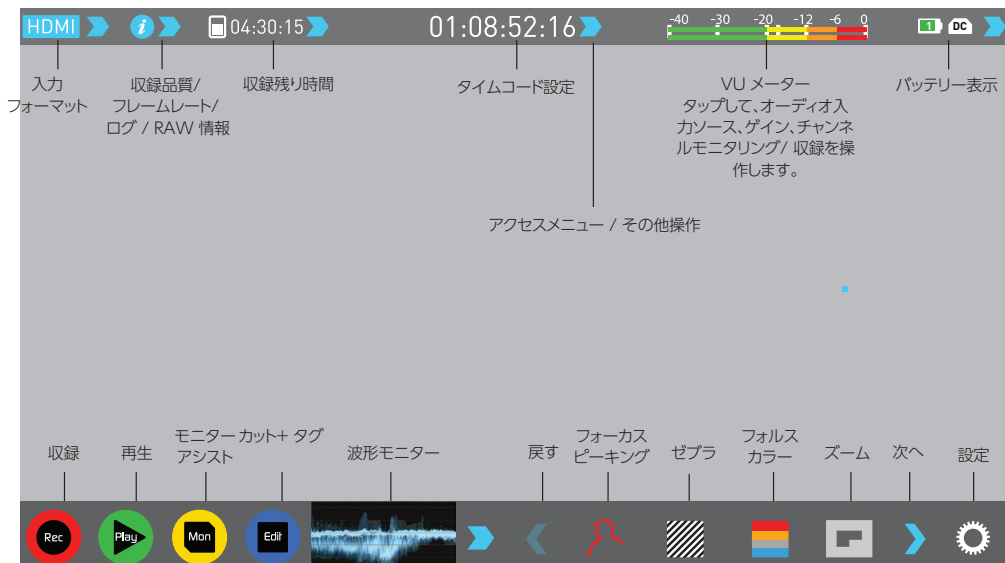 HDMI
04:30:15
01:08:52:16
-40 -30 -20 -12 -6 0
1
DC
入力
フォーマット
収録品質/
フレームレート/
ログ / RAW 情報
収録残り時間
タイムコード設定
VU メーター
タップして、オーディオ入
力ソース、ゲイン、チャンネ
ルモニタリング/ 収録を操
作します。
バッテリー表示
アクセスメニュー / その他操作
収録
再生
モニター
アシスト
カット+ タグ
波形モニター
戻す
フォーカス
ピーキング
ゼブラ
フォルス
カラー
ズーム
次へ
設定
Rec
Play
Mon
Edit